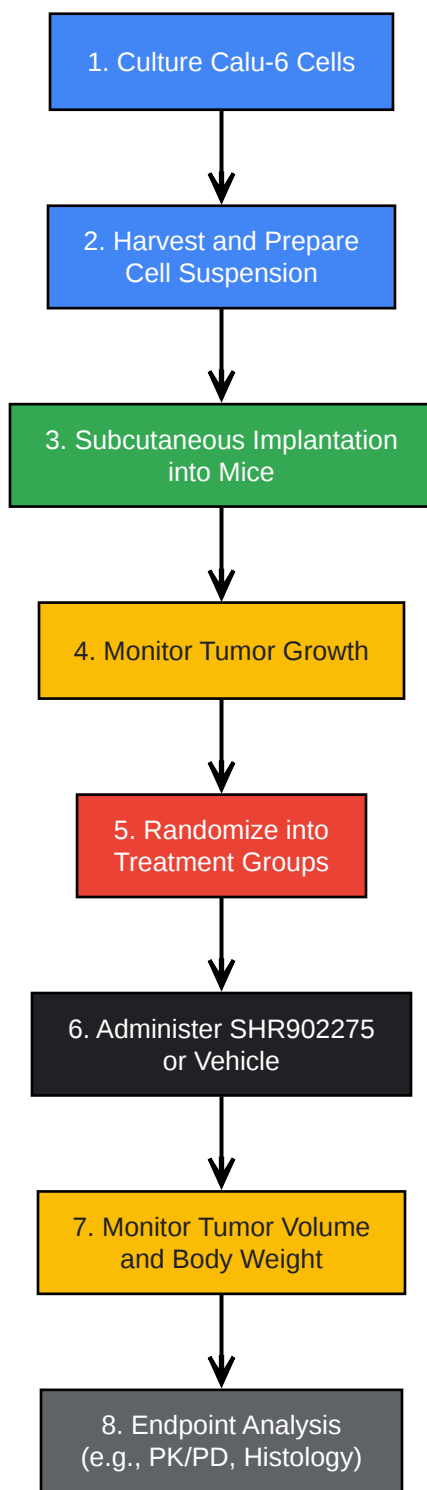 1. Culture Calu-6 Cells
2. Harvest and Prepare
Cell Suspension
3. Subcutaneous Implantation
into Mice
4. Monitor Tumor Growth
5. Randomize into
Treatment Groups
6. Administer SHR902275
or Vehicle
7. Monitor Tumor Volume
and Body Weight
8. Endpoint Analysis
(e.g., PK/PD, Histology)